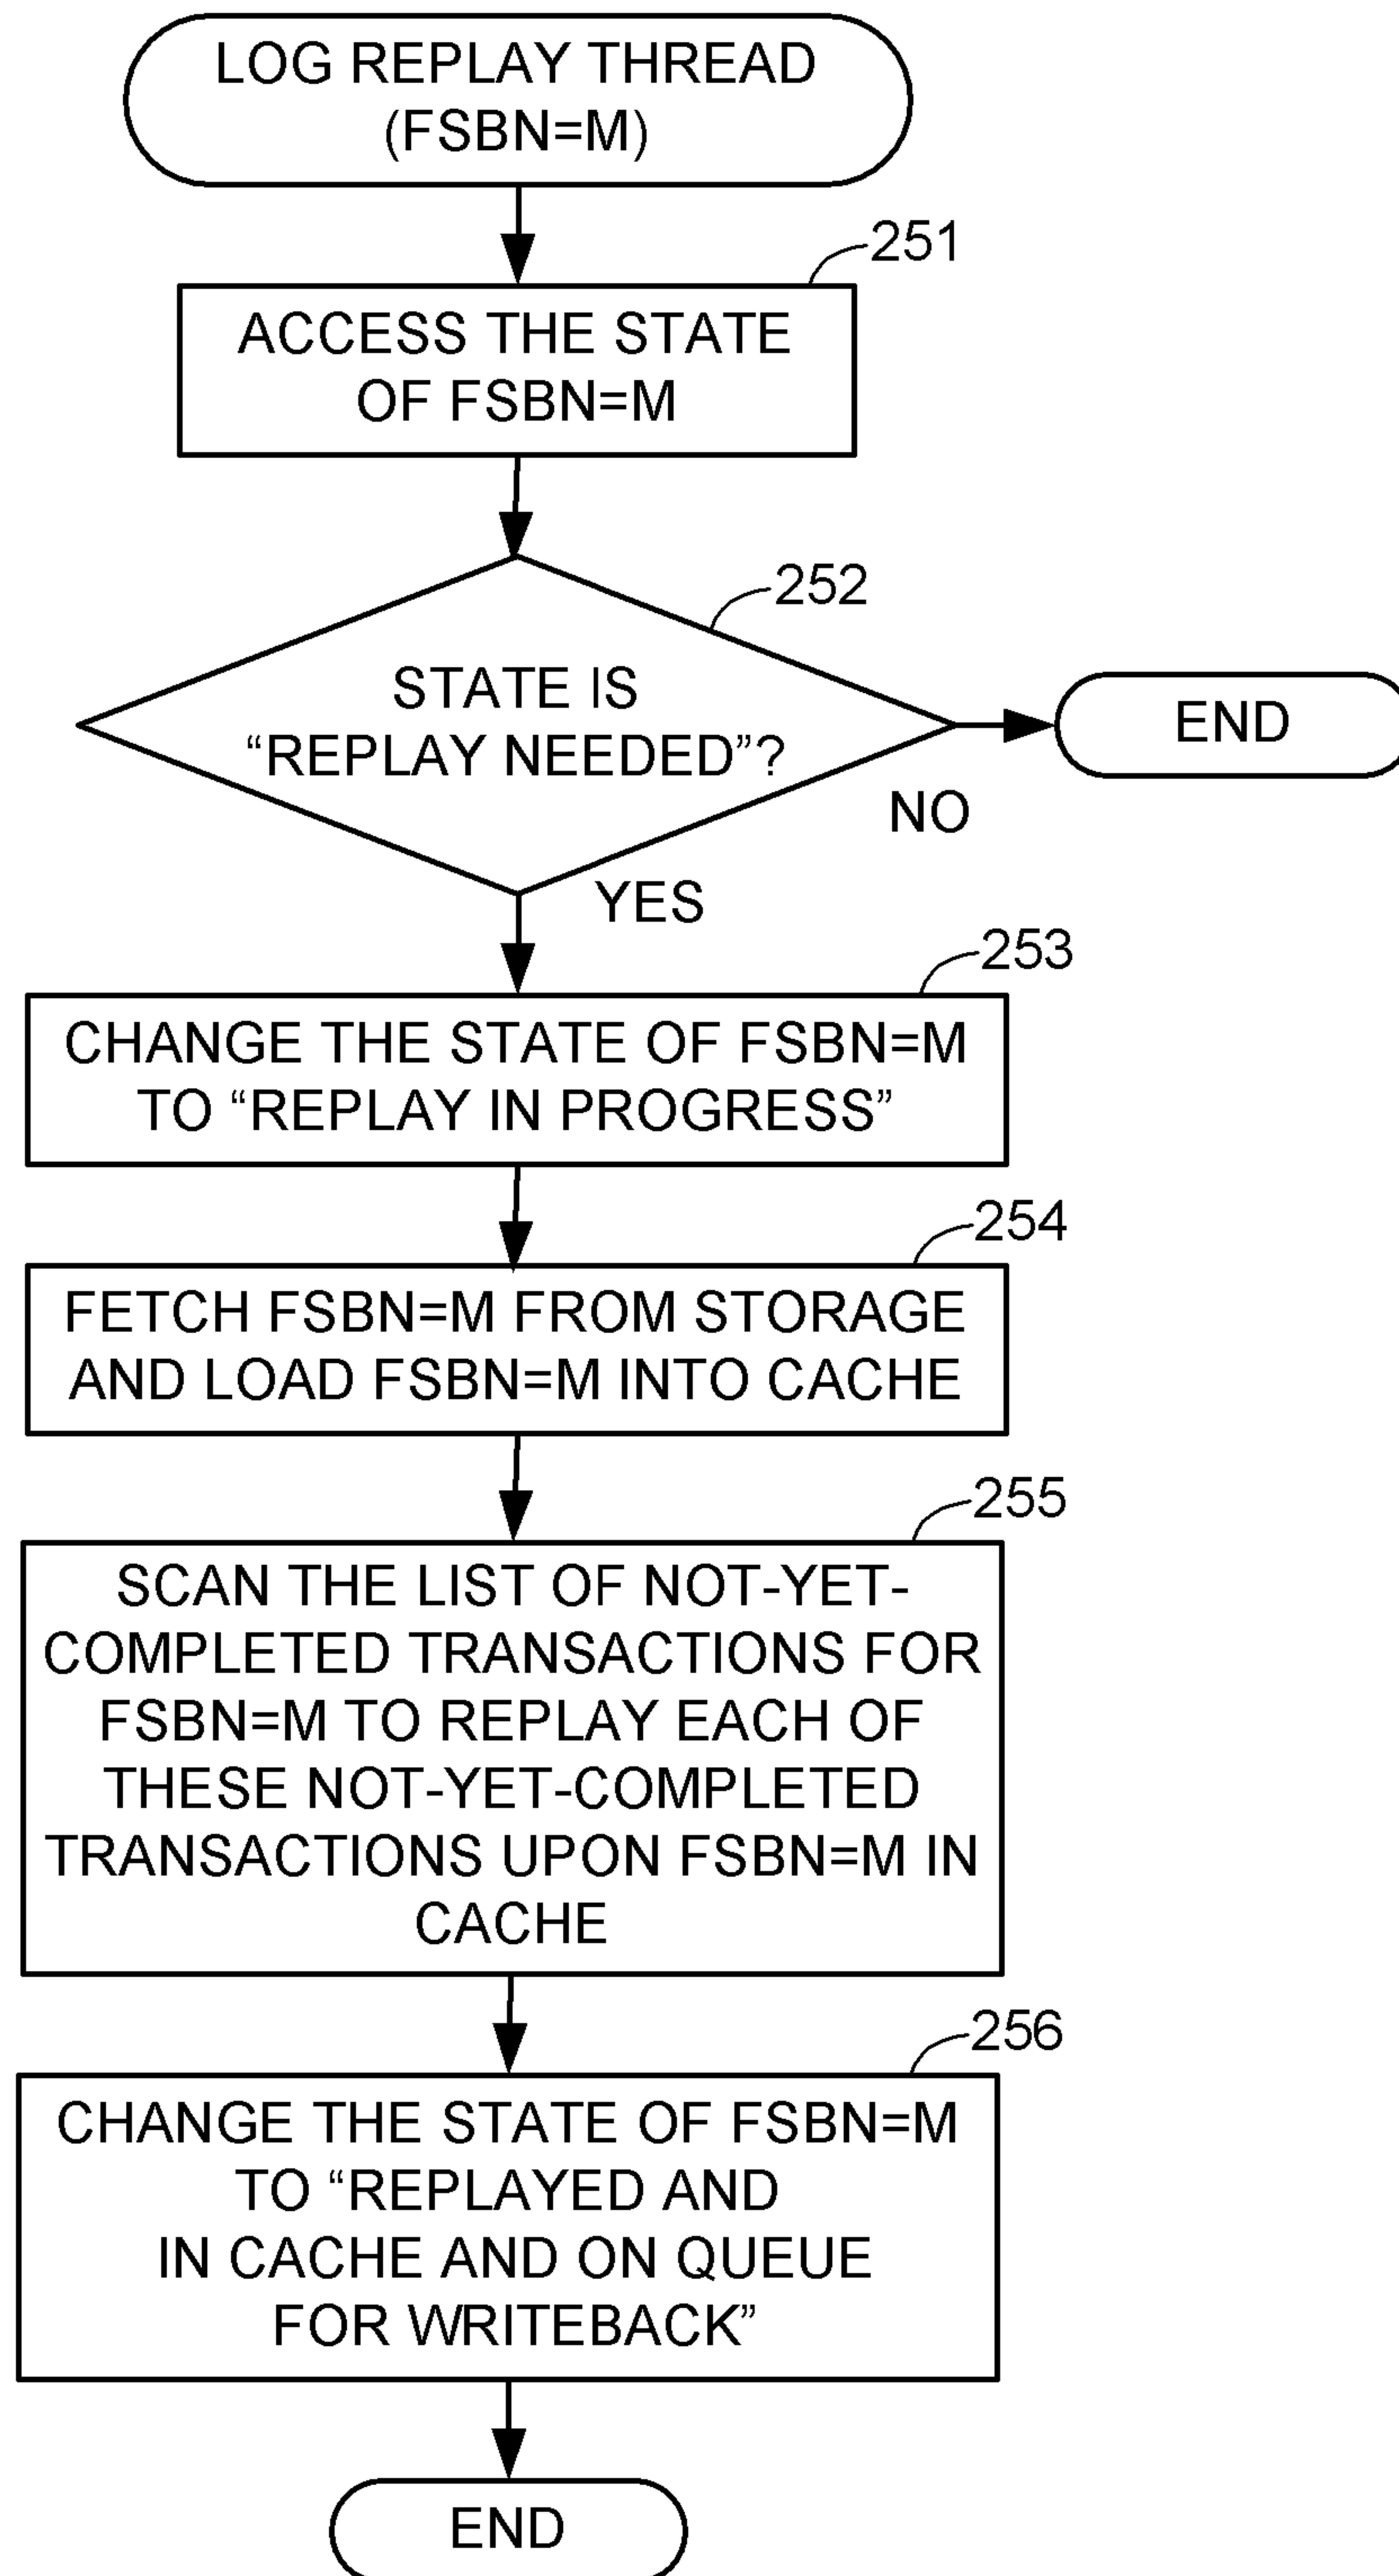 LOG REPLAY THREAD
(FSBN=M)
251
ACCESS THE STATE
OF FSBN=M
252
STATE IS
“REPLAY NEEDED”?
END
NO
YES
253
CHANGE THE STATE OF FSBN=M
TO “REPLAY IN PROGRESS”
254
FETCH FSBN=M FROM STORAGE
AND LOAD FSBN=M INTO CACHE
255
SCAN THE LIST OF NOT-YET-
COMPLETED TRANSACTIONS FOR
FSBN=M TO REPLAY EACH OF
THESE NOT-YET-COMPLETED
TRANSACTIONS UPON FSBN=M IN
CACHE
256
CHANGE THE STATE OF FSBN=M
TO “REPLAYED AND
IN CACHE AND ON QUEUE
FOR WRITEBACK”
END